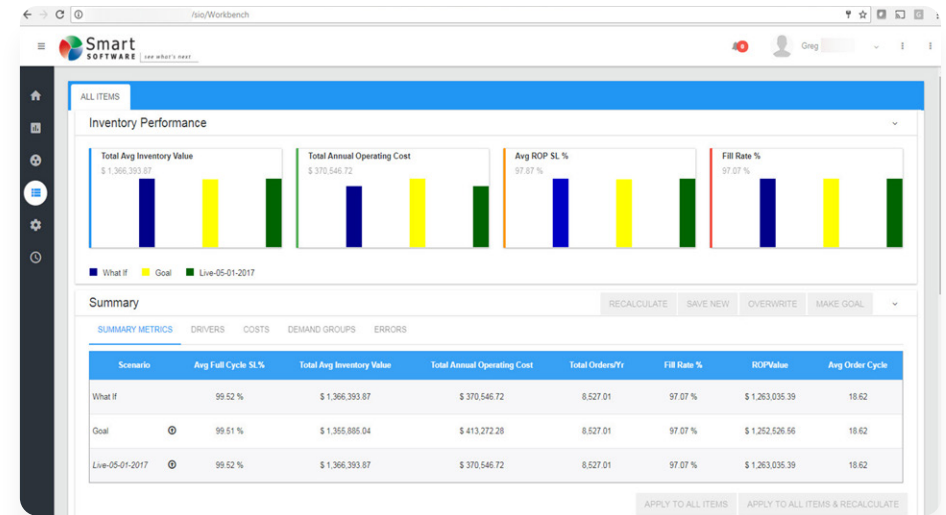 /sio/Workbench
Smart
SOFTWARE see what's next
Greg
ALL ITEMS
Inventory Performance
Total Avg Inventory Value
$ 1,366,393.87
Total Annual Operating Cost
$ 370,546.72
Avg ROP SL %
97.87 %
Fill Rate %
97.07 %
What If Goal Live-05-01-2017
Summary RECALCULATE SAVE NEW OVERWRITE MAKE GOAL
SUMMARY METRICS DRIVERS COSTS DEMAND GROUPS ERRORS
Scenario Avg Full Cycle SL% Total Avg Inventory Value Total Annual Operating Cost Total Orders/Yr Fill Rate % ROPValue Avg Order Cycle
What If 99.52 % $ 1,366,393.87 $ 370,546.72 8,527.01 97.07 % $ 1,263,035.39 18.62
Goal 99.51 % $ 1,355,885.04 $ 413,272.28 8,527.01 97.07 % $ 1,252,526.56 18.62
Live-05-01-2017 99.52 % $ 1,366,393.87 $ 370,546.72 8,527.01 97.07 % $ 1,263,035.39 18.62
APPLY TO ALL ITEMS APPLY TO ALL ITEMS & RECALCULATE